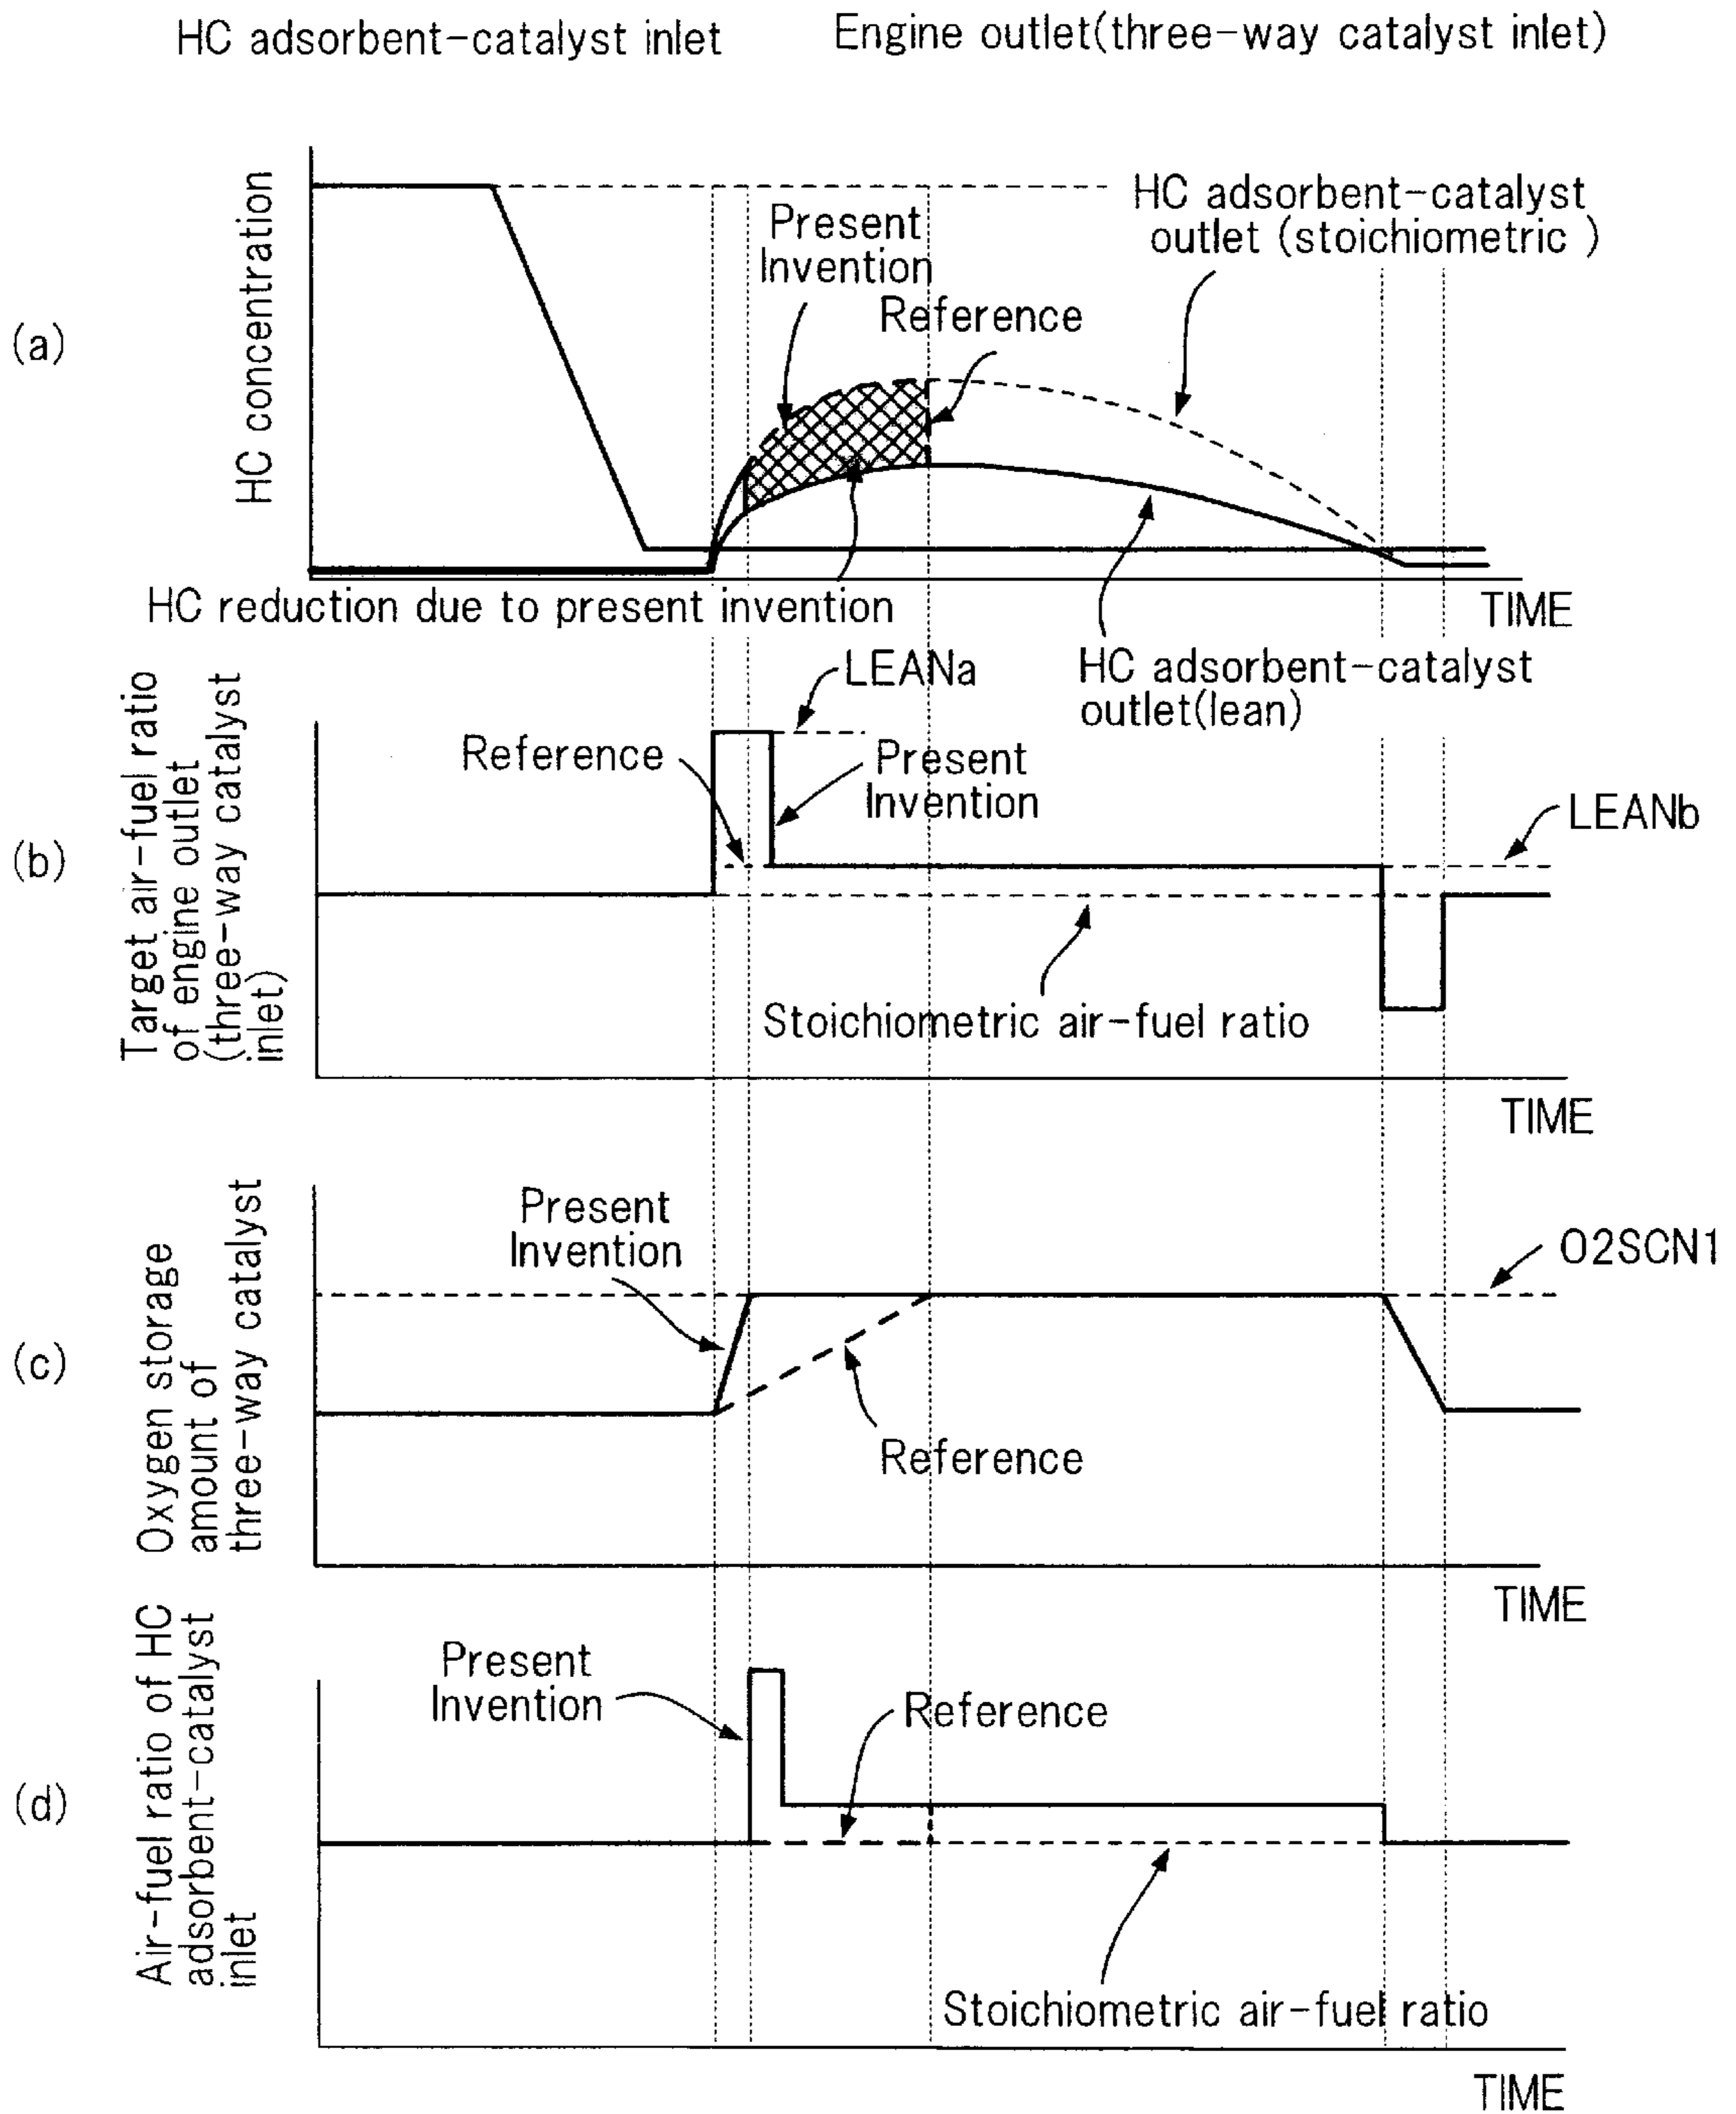 HC adsorbent-catalyst inlet
Engine outlet(three-way catalyst inlet)
(a)
HC concentration
Present
Invention
Reference
HC adsorbent-catalyst
outlet (stoichiometric )
HC reduction due to present invention
TIME
HC adsorbent-catalyst
outlet(lean)
(b)
Target air-fuel ratio
of engine outlet
(three-way catalyst
inlet)
LEANa
Reference
Present
Invention
LEANb
Stoichiometric air-fuel ratio
TIME
(c)
Oxygen storage
amount of
three-way catalyst
Present
Invention
O2SCN1
Reference
TIME
(d)
Air-fuel ratio of HC
adsorbent-catalyst
inlet
Present
Invention
Reference
Stoichiometric air-fuel ratio
TIME